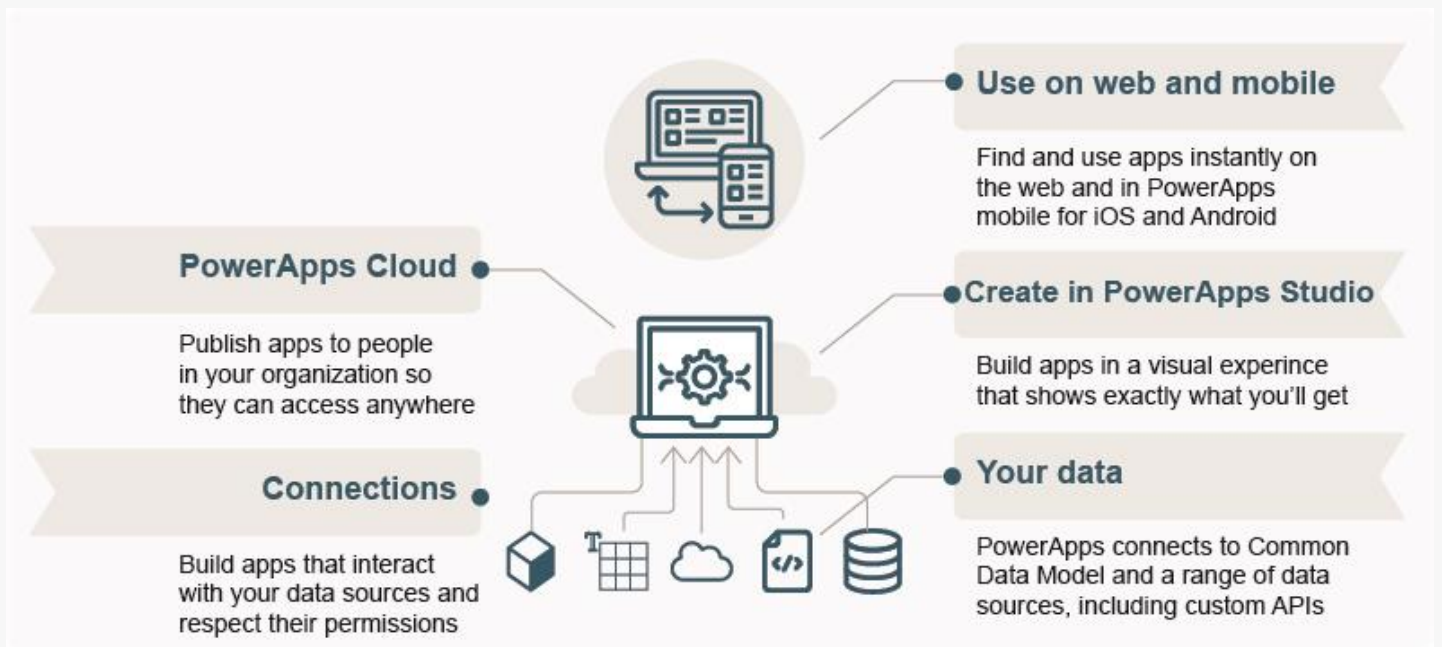 Use on web and mobile
Find and use apps instantly on
the web and in PowerApps
mobile for iOS and Android
PowerApps Cloud
Publish apps to people
in your organization so
they can access anywhere
Create in PowerApps Studio
Build apps in a visual experince
that shows exactly what you'll get
Connections
Build apps that interact
with your data sources and
respect their permissions
Your data
PowerApps connects to Common
Data Model and a range of data
sources, including custom APIs
T
</>